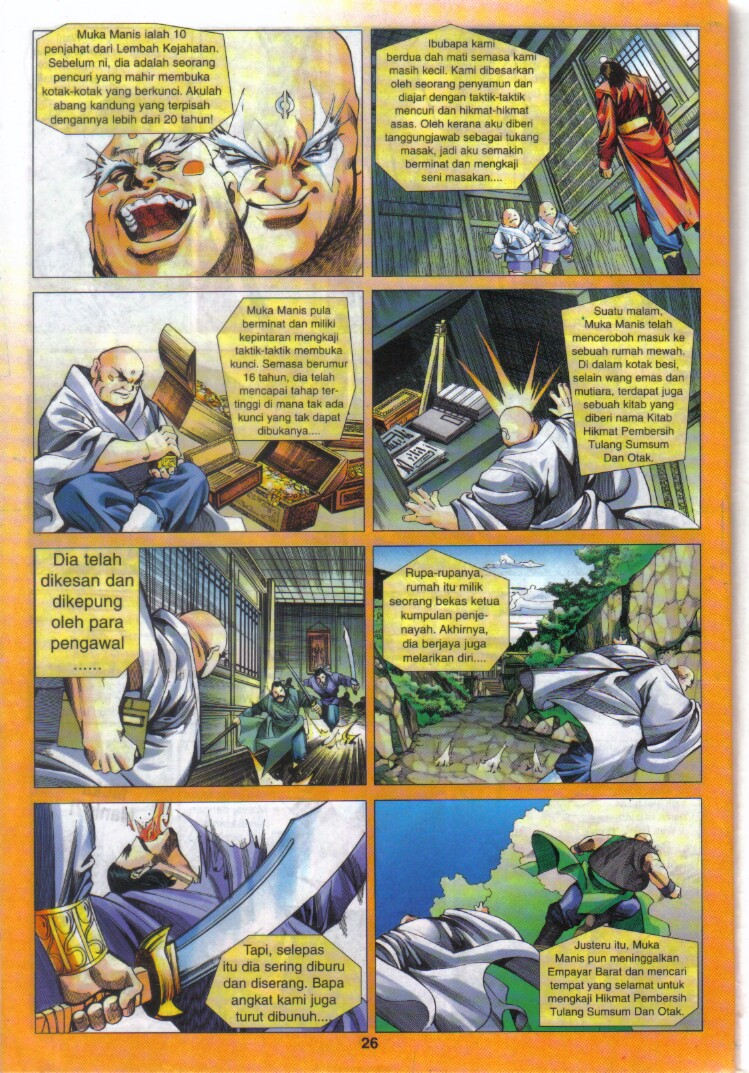 Muka Manis ialah 10
penjahat dari Lembah Kejahatan.
Sebelum ni, dia adalah seorang
pencuri yang mahir membuka
kotak-kotak yang berkunci. Akulah
abang kandung yang terpisah
dengannya lebih dari 20 tahun!
Ibubapa kami
berdua dah mati semasa kami
masih kecil. Kami dibesarkan
oleh seorang penyamun dan
diajar dengan taktik-taktik
mencuri dan hikmat-hikmat
asas. Oleh kerana aku diberi
tanggungjawab sebagai tukang
masak, jadi aku semakin
berminat dan mengkaji
seni masakan....
Muka Manis pula
berminat dan miliki
kepintaran mengkaji
taktik-taktik membuka
kunci. Semasa berumur
16 tahun, dia telah
mencapai tahap ter-
tinggi di mana tak ada
kunci yang tak dapat
dibukanya....
Suatu malam,
Muka Manis telah
menceroboh masuk ke
sebuah rumah mewah.
Di dalam kotak besi,
selain wang emas dan
mutiara, terdapat juga
sebuah kitab yang
diberi nama Kitab
Hikmat Pembersih
Tulang Sumsum
Dan Otak.
Dia telah
dikesan dan
dikepung
oleh para
pengawal
......
Rupa-rupanya,
rumah itu milik
seorang bekas ketua
kumpulan penje-
nayah. Akhirnya,
dia berjaya juga
melarikan diri....
Tapi, selepas
itu dia sering diburu
dan diserang. Bapa
angkat kami juga
turut dibunuh....
Justeru itu, Muka
Manis pun meninggalkan
Empayar Barat dan mencari
tempat yang selamat untuk
mengkaji Hikmat Pembersih
Tulang Sumsum Dan Otak.
26